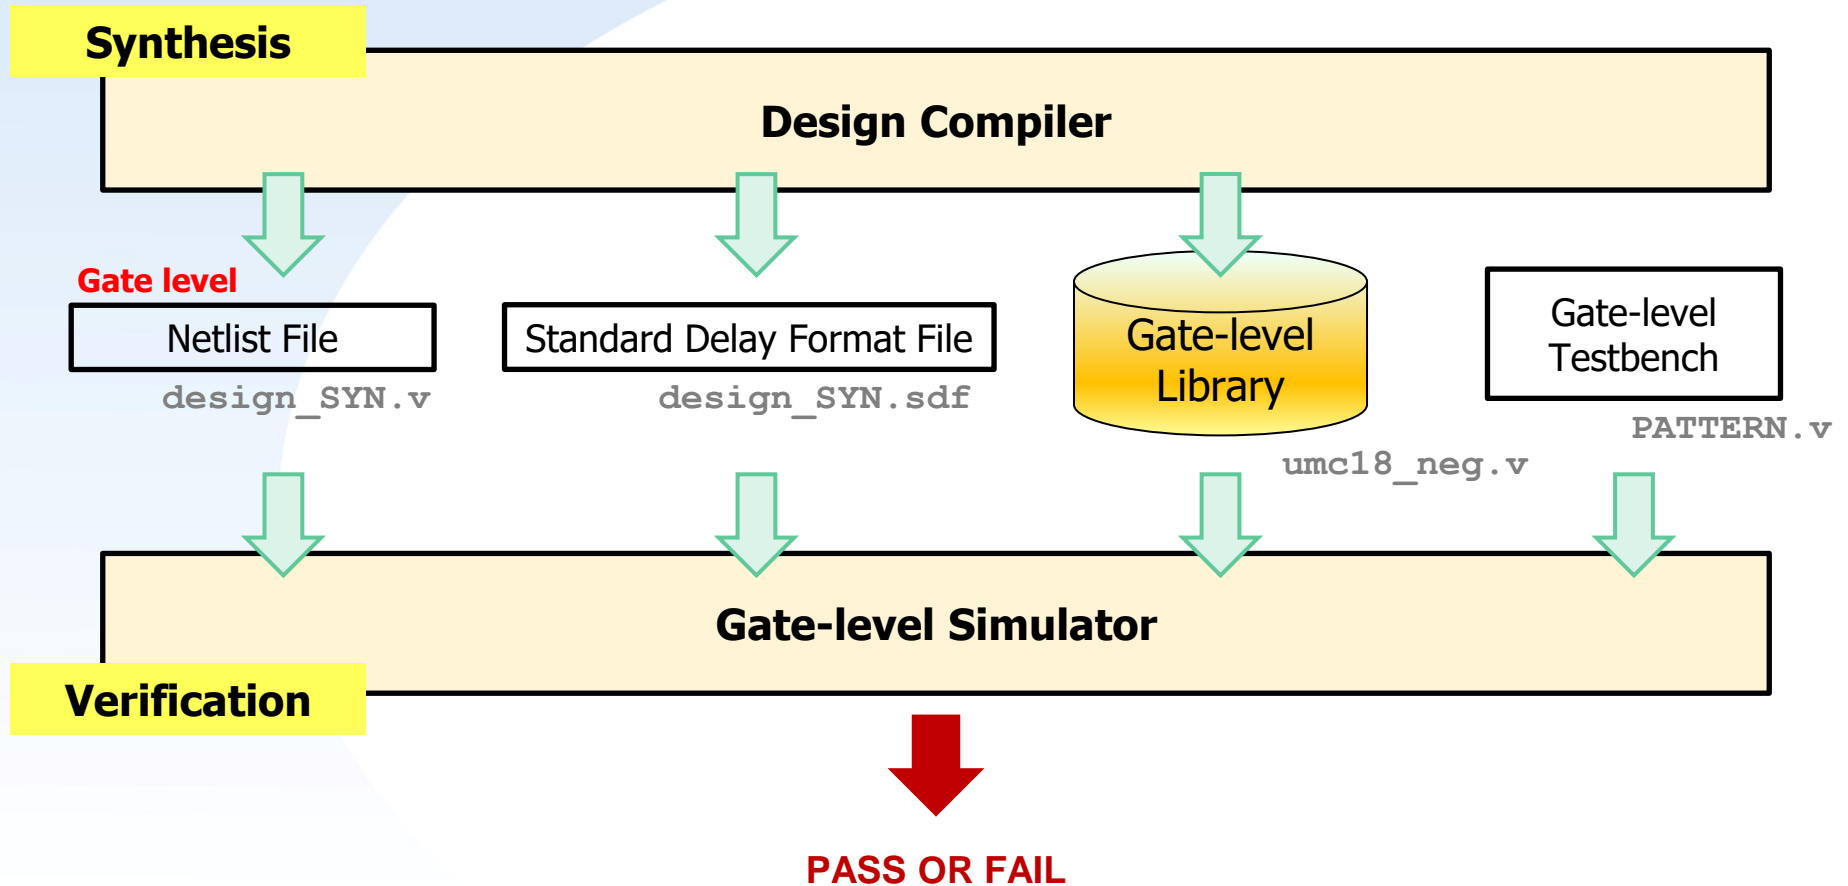 Synthesis
Design Compiler
Gate level
Netlist File
design_SYN.v
Standard Delay Format File
design_SYN.sdf
Gate-level
Library
umc18_neg.v
Gate-level
Testbench
PATTERN.v
Gate-level Simulator
Verification
PASS OR FAIL